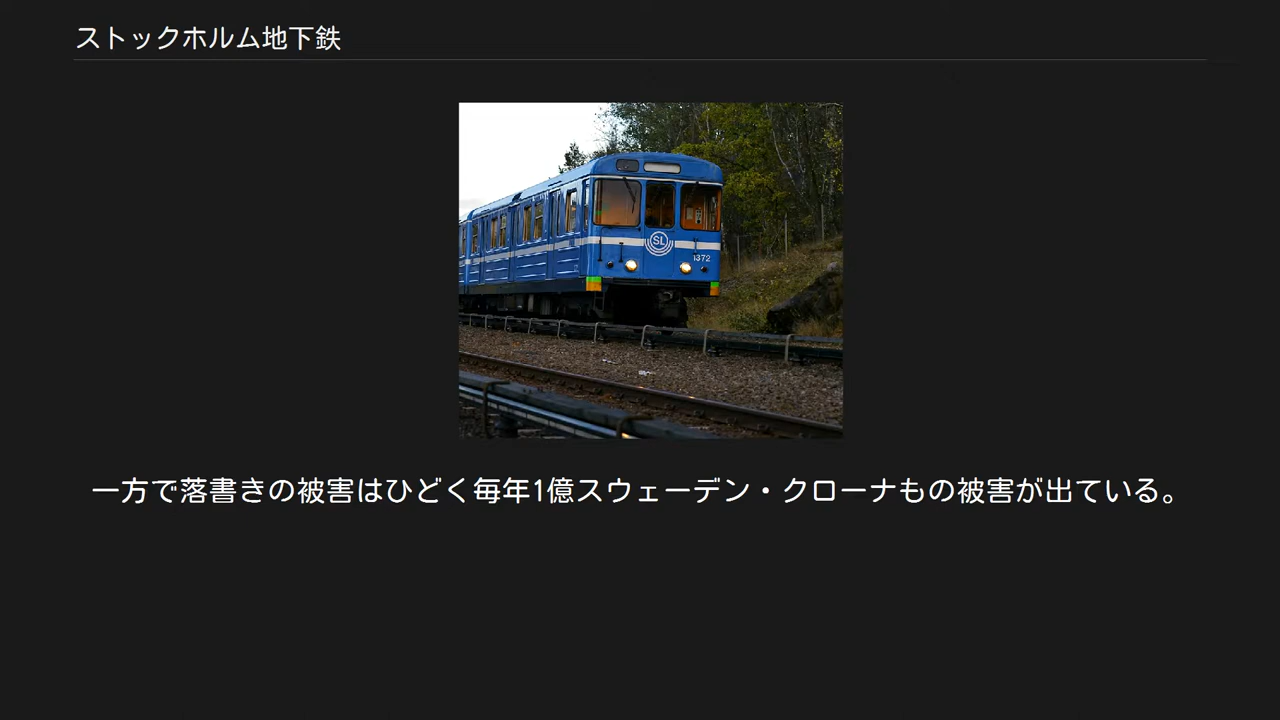 ストックホルム地下鉄
SL
1372
一方で落書きの被害はひどく毎年1億スウェーデン・クローナもの被害が出ている。